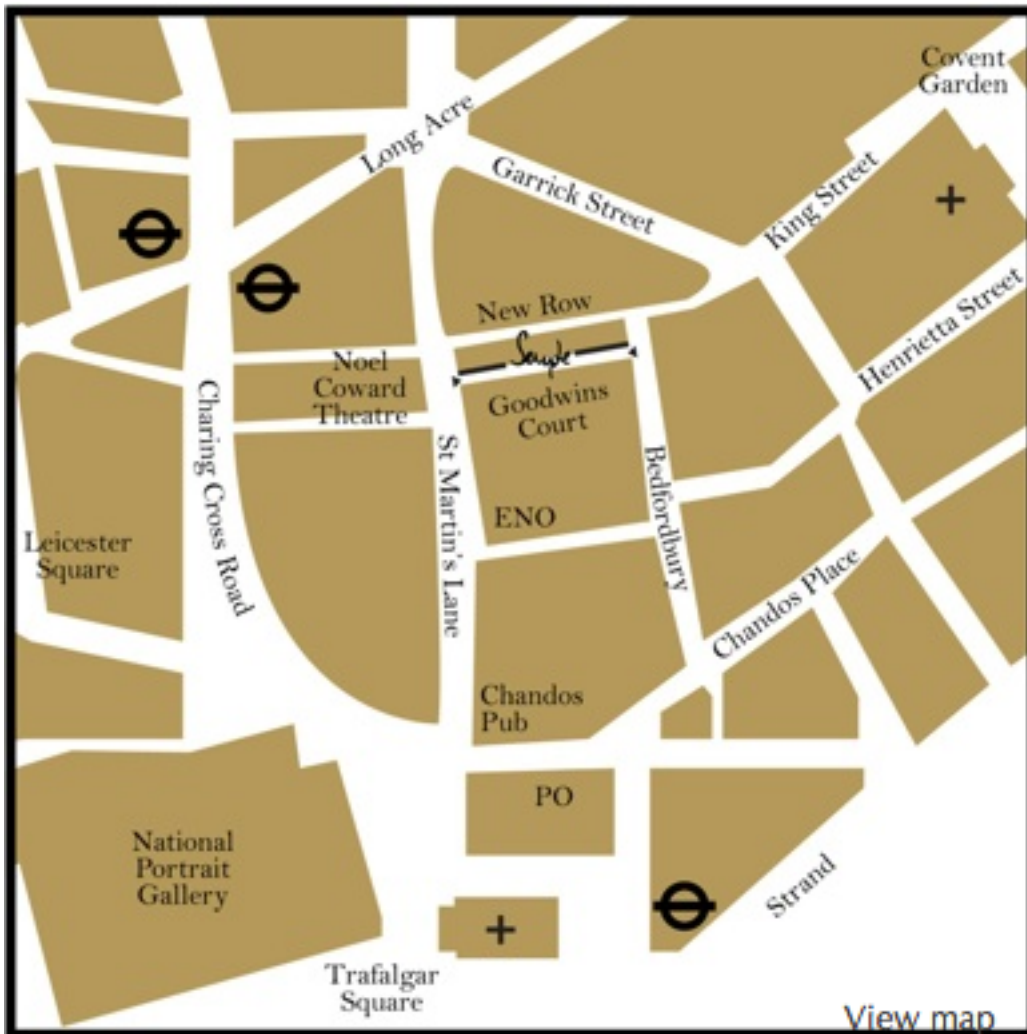 Covent
Garden
Long Acre
Garrick Street
King Street
New Row
Henrietta Street
Noel
Coward
Theatre
Goodwins
Court
Charing Cross Road
St Martin's Lane
Bedfordbury
ENO
Leicester
Square
Chandos Place
Chandos
Pub
PO
National
Portrait
Gallery
Strand
Trafalgar
Square
View map